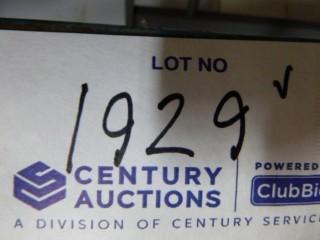 LOT NO
1929
CENTURY
AUCTIONS
POWERED
ClubBi
A DIVISION OF CENTURY SERVIC